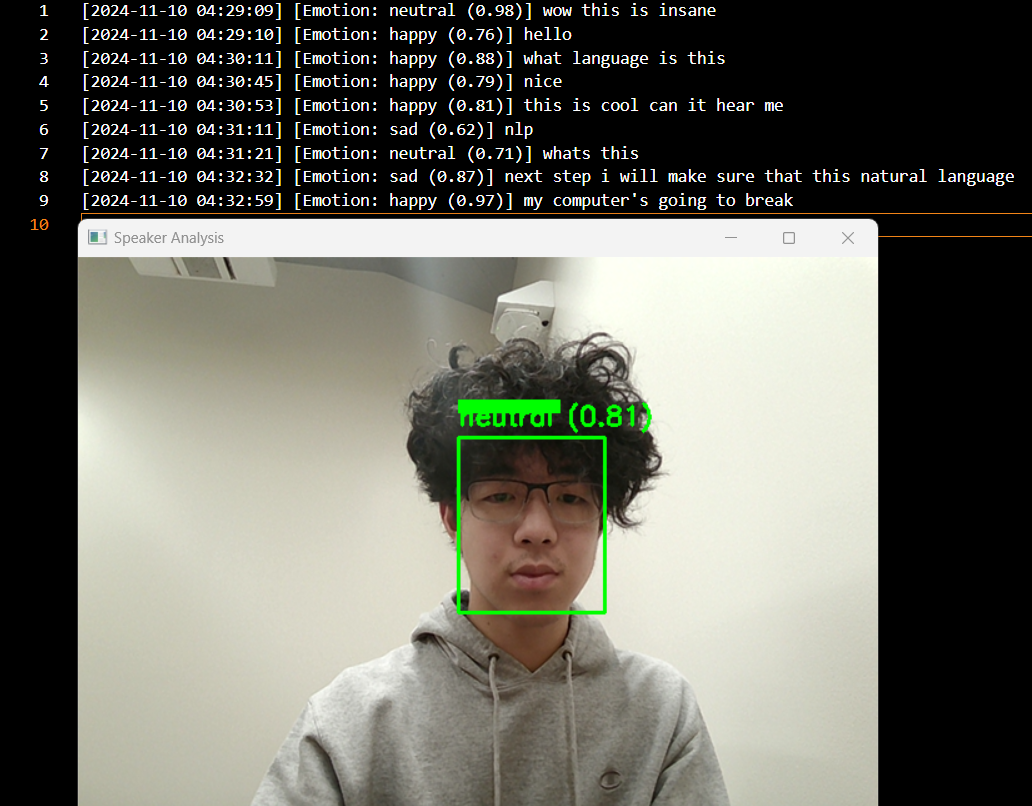 1 [2024-11-10 04:29:09] [Emotion: neutral (0.98)] wow this is insane
2 [2024-11-10 04:29:10] [Emotion: happy (0.76)] hello
3 [2024-11-10 04:30:11] [Emotion: happy (0.88)] what language is this
4 [2024-11-10 04:30:45] [Emotion: happy (0.79)] nice
5 [2024-11-10 04:30:53] [Emotion: happy (0.81)] this is cool can it hear me
6 [2024-11-10 04:31:11] [Emotion: sad (0.62)] nlp
7 [2024-11-10 04:31:21] [Emotion: neutral (0.71)] whats this
8 [2024-11-10 04:32:32] [Emotion: sad (0.87)] next step i will make sure that this natural language
9 [2024-11-10 04:32:59] [Emotion: happy (0.97)] my computer's going to break
10
Speaker Analysis
neutral (0.81)